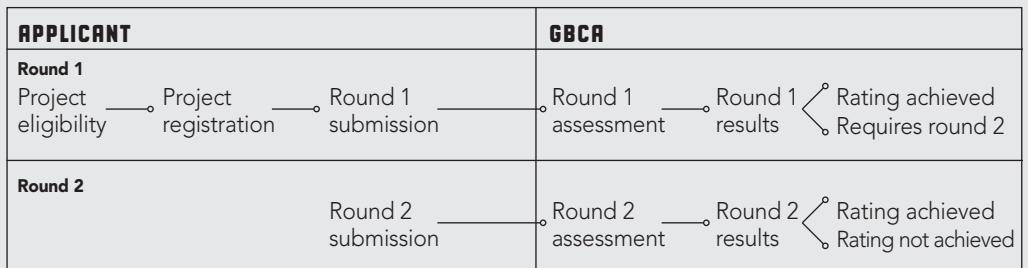 APPLICANT GBCA
Round 1
Project eligibility Project registration Round 1 submission Round 1 assessment Round 1 results Rating achieved
Requires round 2
Round 2
Round 2 submission Round 2 assessment Round 2 results Rating achieved
Rating not achieved